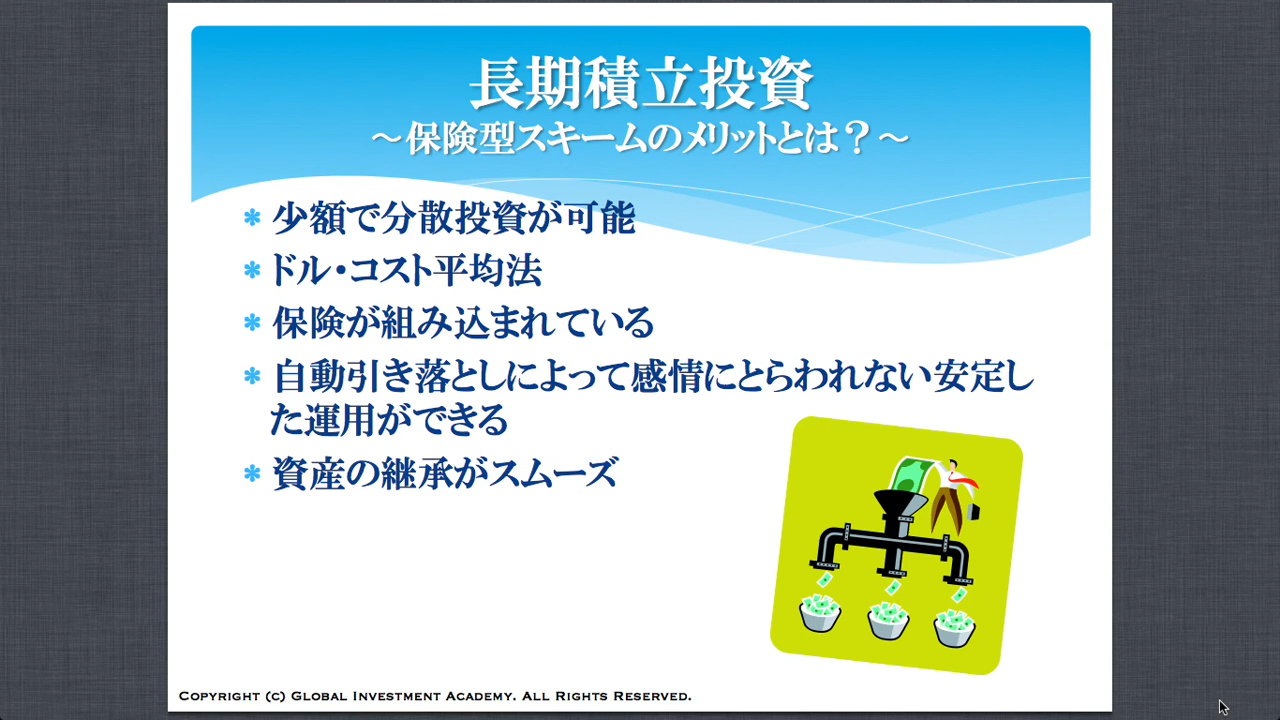 長期積立投資
～保険型スキームのメリットとは？～
* 少額で分散投資が可能
* ドル・コスト平均法
* 保険が組み込まれている
* 自動引き落としによって感情にとらわれない安定し
た運用ができる
* 資産の継承がスムーズ
Copyright (c) Global Investment Academy. All Rights Reserved.